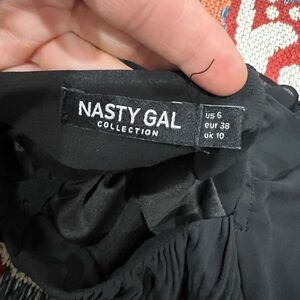 NASTY GAL
COLLECTION
us 6
eur 38
uk 10